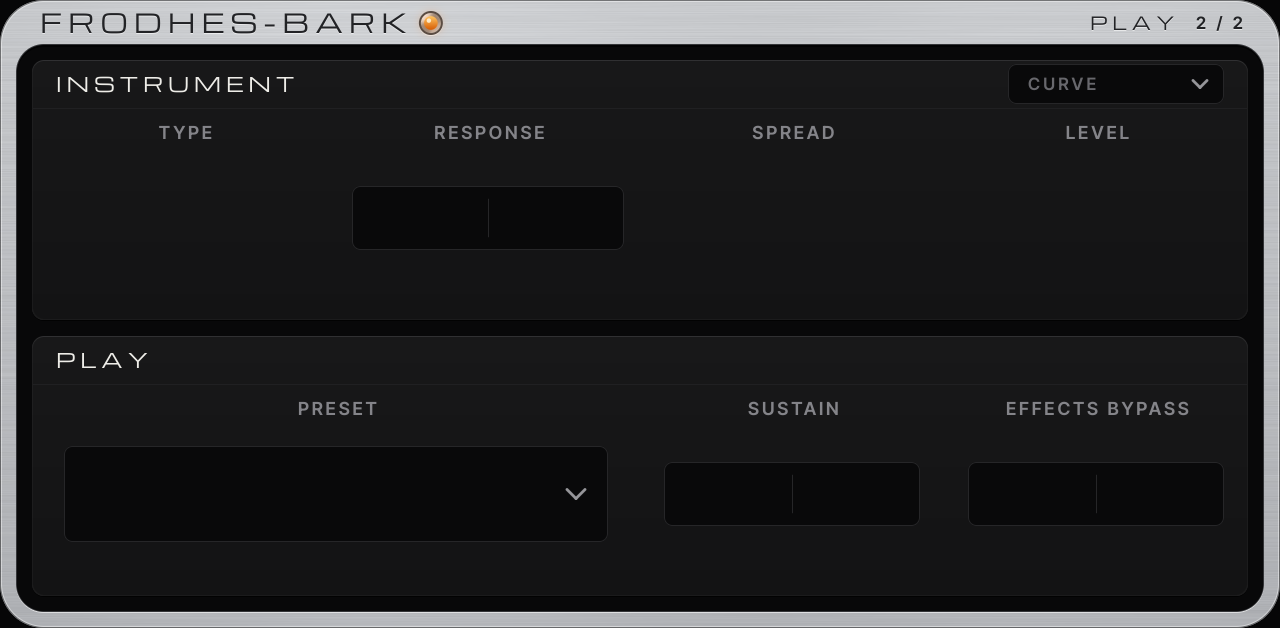 FRODHES-BARK
PLAY 2 / 2
INSTRUMENT
CURVE
TYPE RESPONSE SPREAD LEVEL
PLAY
PRESET SUSTAIN EFFECTS BYPASS